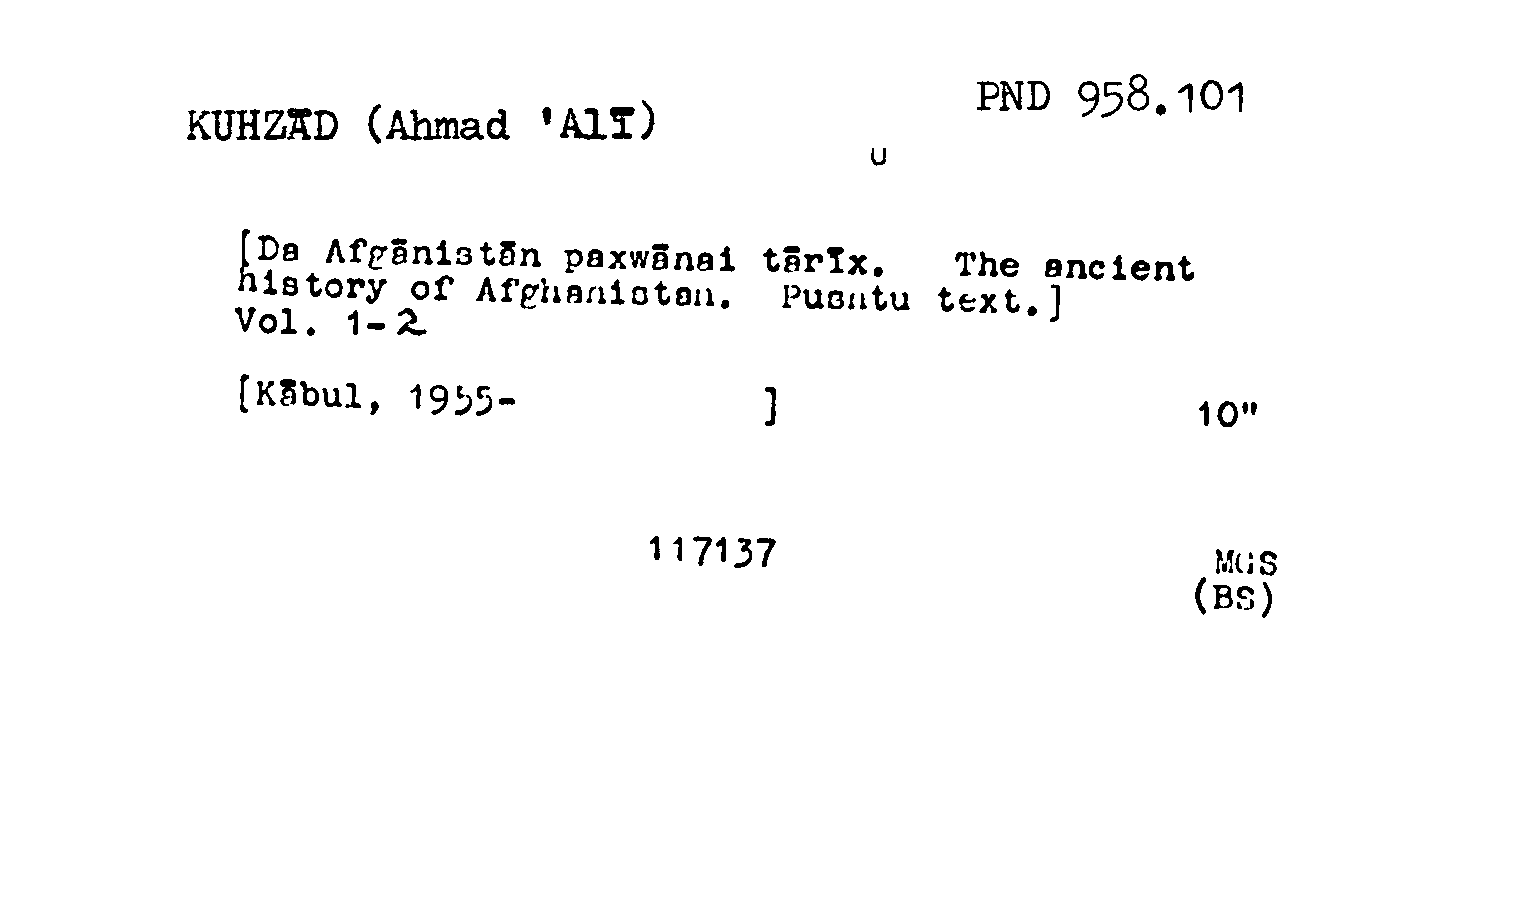 PND 958.101
KUHZĀD (Ahmad 'Alī)
u
[Da Afgānistān paxwānai tārīx. The ancient
history of Afghanistan. Pushtu text.]
Vol. 1-2
[Kābul, 1955- ]
10"
117137
MGS
(BS)